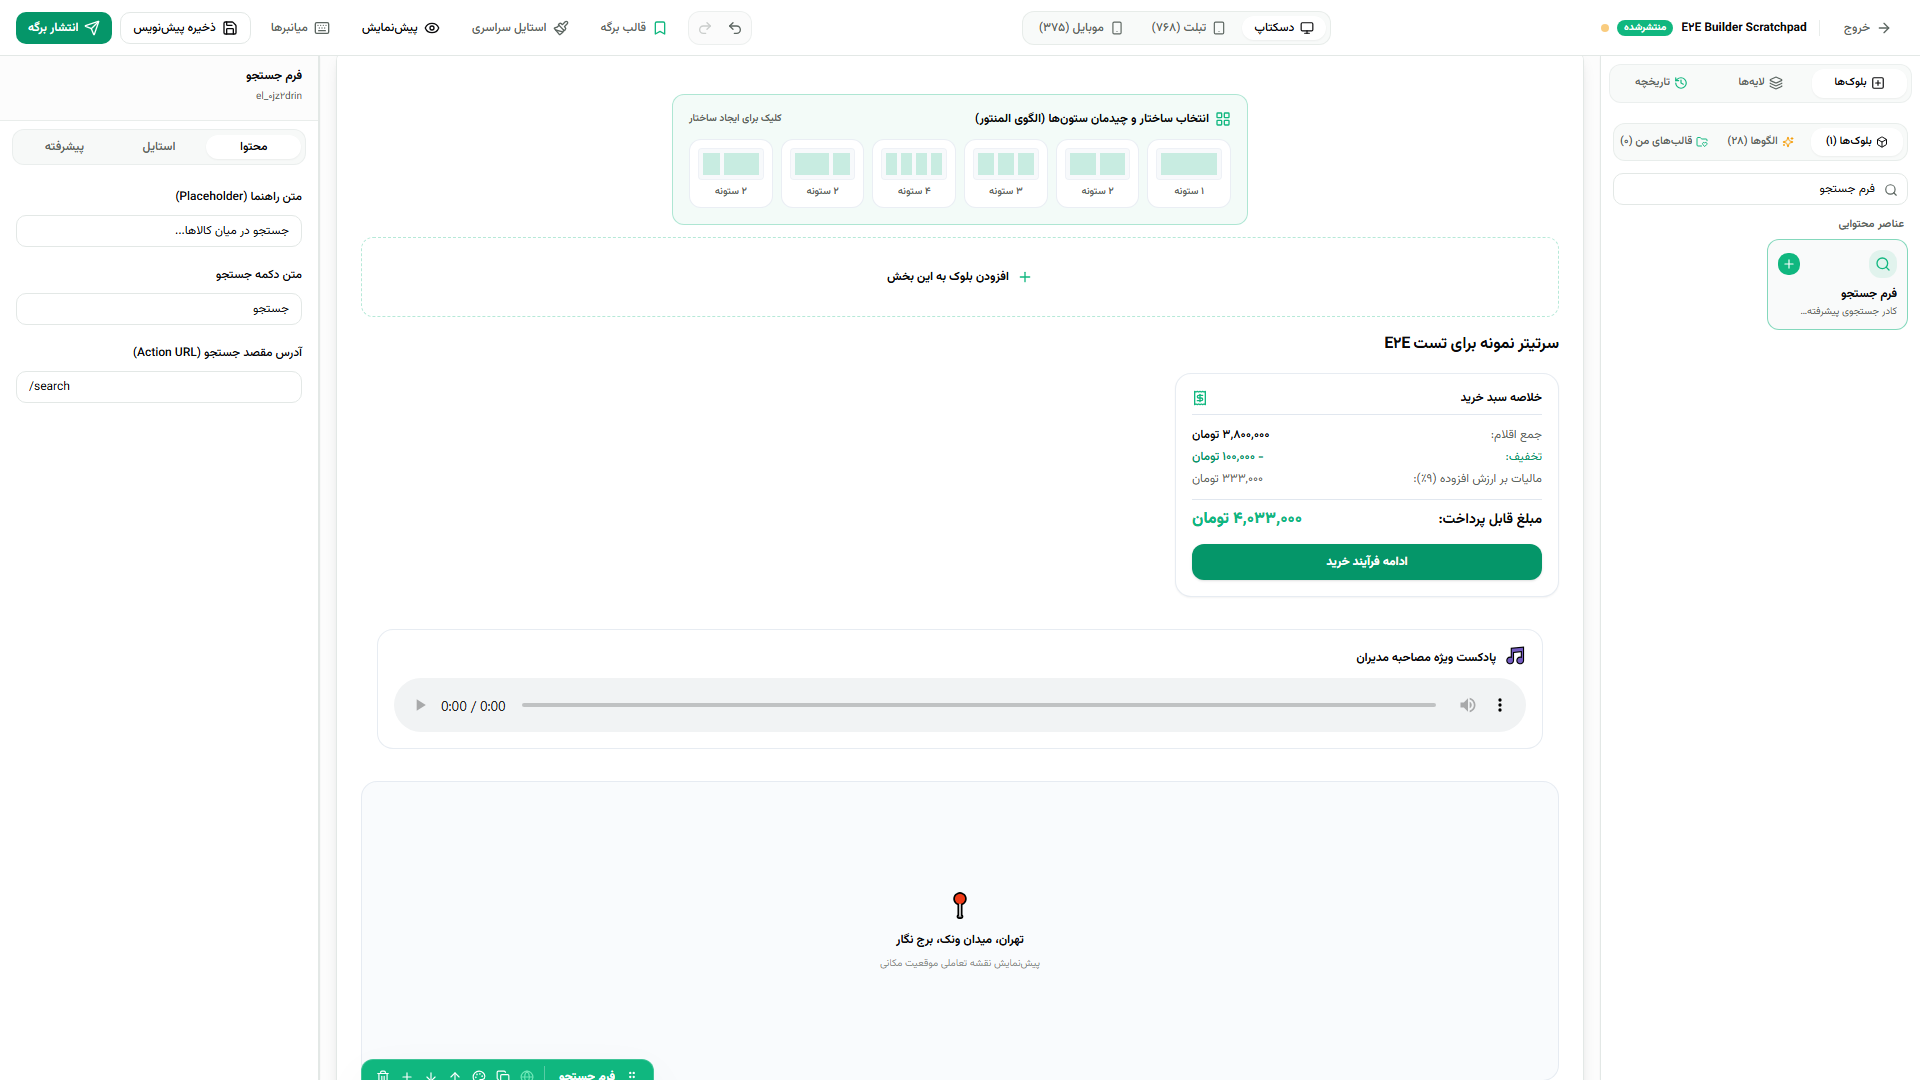 خروج
E۲E Builder Scratchpad
منتشرشده
دسکتاپ
تبلت (۷۶۸)
موبایل (۳۷۵)
قالب برگه
استایل سراسری
پیش‌نمایش
میانبرها
ذخیره پیش‌نویس
انتشار برگه
بلوک‌ها
لایه‌ها
تاریخچه
بلوک‌ها (۱)
الگوها (۲۸)
قالب‌های من (۰)
فرم جستجو
عناصر محتوایی
فرم جستجو
کادر جستجوی پیشرفته...
انتخاب ساختار و چیدمان ستون‌ها (الگوی المنتور)
کلیک برای ایجاد ساختار
۱ ستونه
۲ ستونه
۳ ستونه
۴ ستونه
۲ ستونه
۲ ستونه
افزودن بلوک به این بخش
سرتیتر نمونه برای تست E۲E
خلاصه سبد خرید
جمع اقلام:
۳,۸۰۰,۰۰۰ تومان
تخفیف:
- ۱۰۰,۰۰۰ تومان
مالیات بر ارزش افزوده (۹٪):
۳۳۳,۰۰۰ تومان
مبلغ قابل پرداخت:
۴,۰۳۳,۰۰۰ تومان
ادامه فرآیند خرید
پادکست ویژه مصاحبه مدیران
0:00 / 0:00
تهران، میدان ونک، برج نگار
پیش‌نمایش نقشه تعاملی موقعیت مکانی
فرم جستجو
فرم جستجو
el_۰jz۲drin
محتوا
استایل
پیشرفته
متن راهنما (Placeholder)
جستجو در میان کالاها...
متن دکمه جستجو
جستجو
آدرس مقصد جستجو (Action URL)
/search